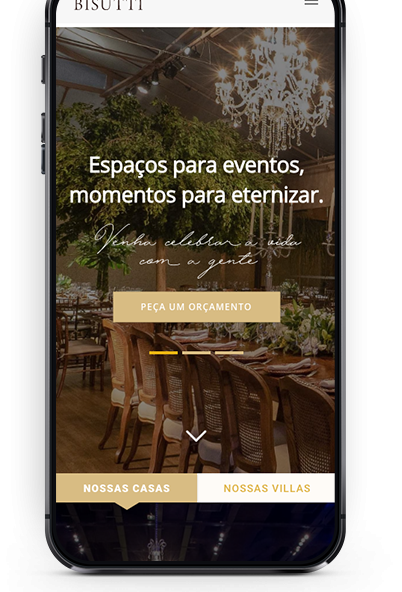 BISUTTI
Espaços para eventos,
momentos para eternizar.
Venha celebrar a vida
com a gente
PEÇA UM ORÇAMENTO
NOSSAS CASAS
NOSSAS VILLAS